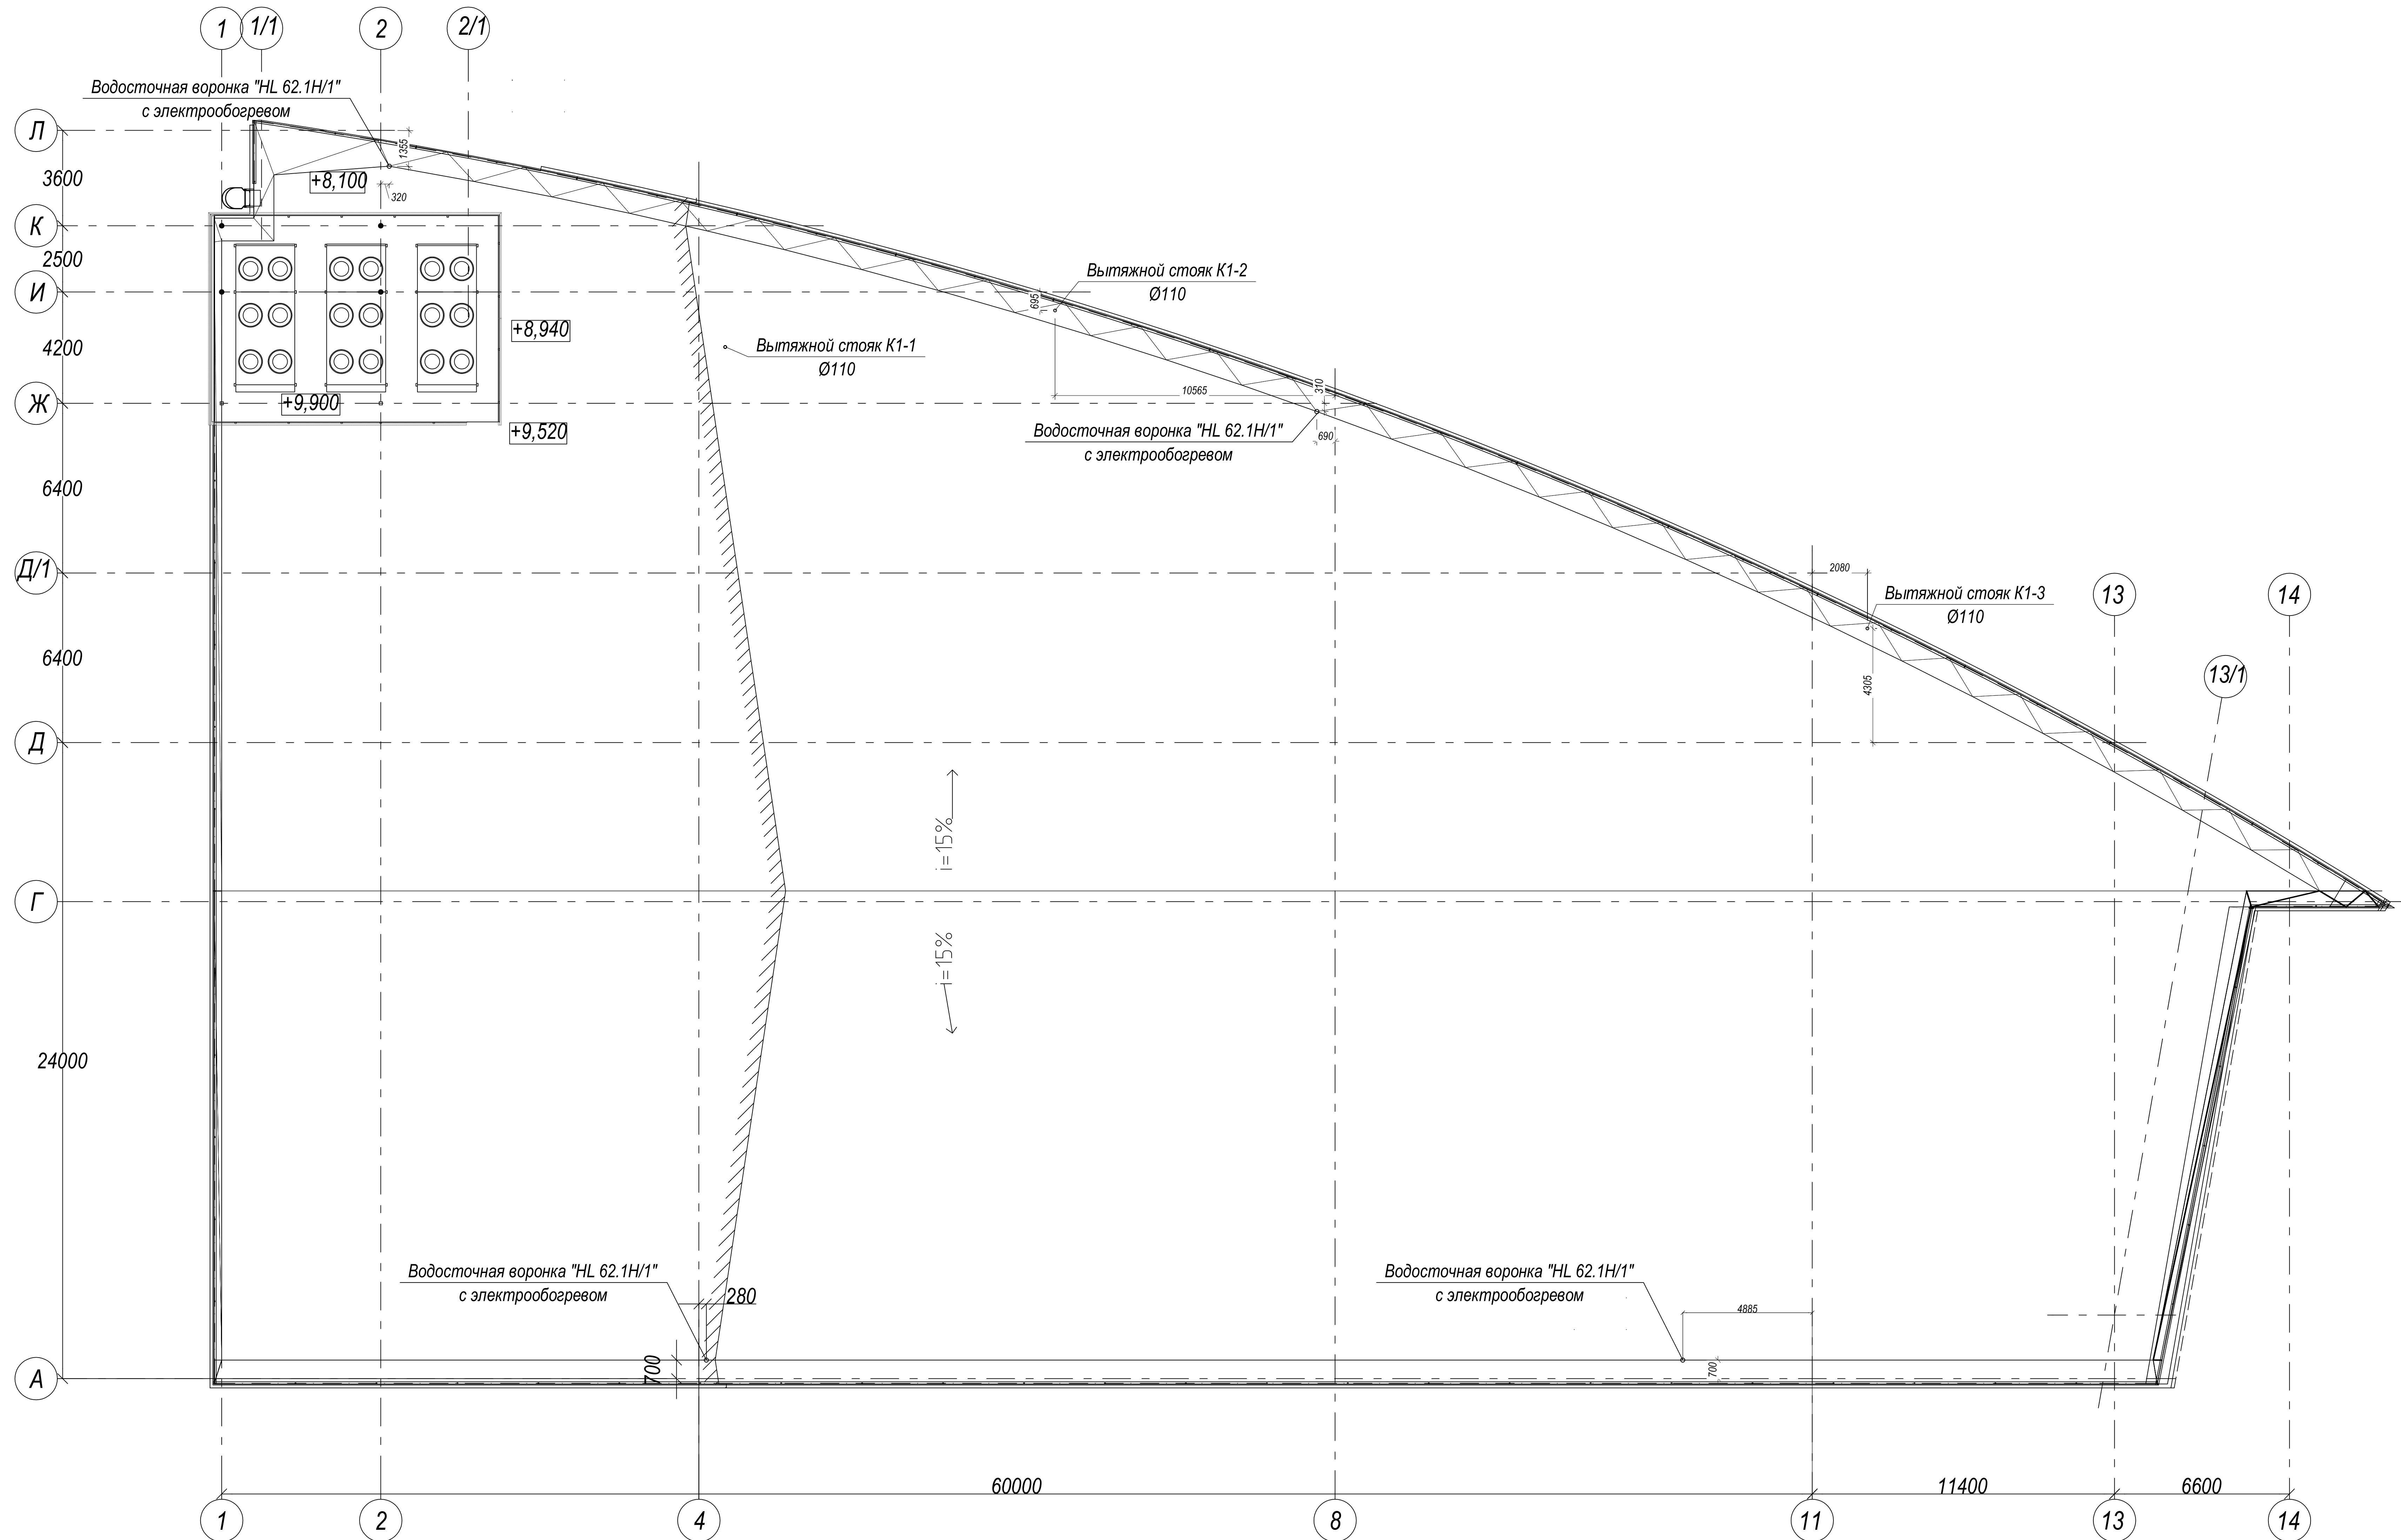 1
1/1
2
2/1
Водосточная воронка "HL 62.1H/1"
с электрообогревом
Л
1355
3600
+8,100
320
К
2500
Вытяжной стояк К1-2
Ø110
И
695
+8,940
4200
Вытяжной стояк К1-1
Ø110
310
10565
Ж
+9,900
+9,520
Водосточная воронка "HL 62.1H/1"
с электрообогревом
690
6400
Д/1
2080
Вытяжной стояк К1-3
Ø110
13
14
6400
13/1
4305
Д
i=15%
Г
i=15%
24000
Водосточная воронка "HL 62.1H/1"
с электрообогревом
280
Водосточная воронка "HL 62.1H/1"
с электрообогревом
4885
700
700
А
60000
11400
6600
1
2
4
8
11
13
14